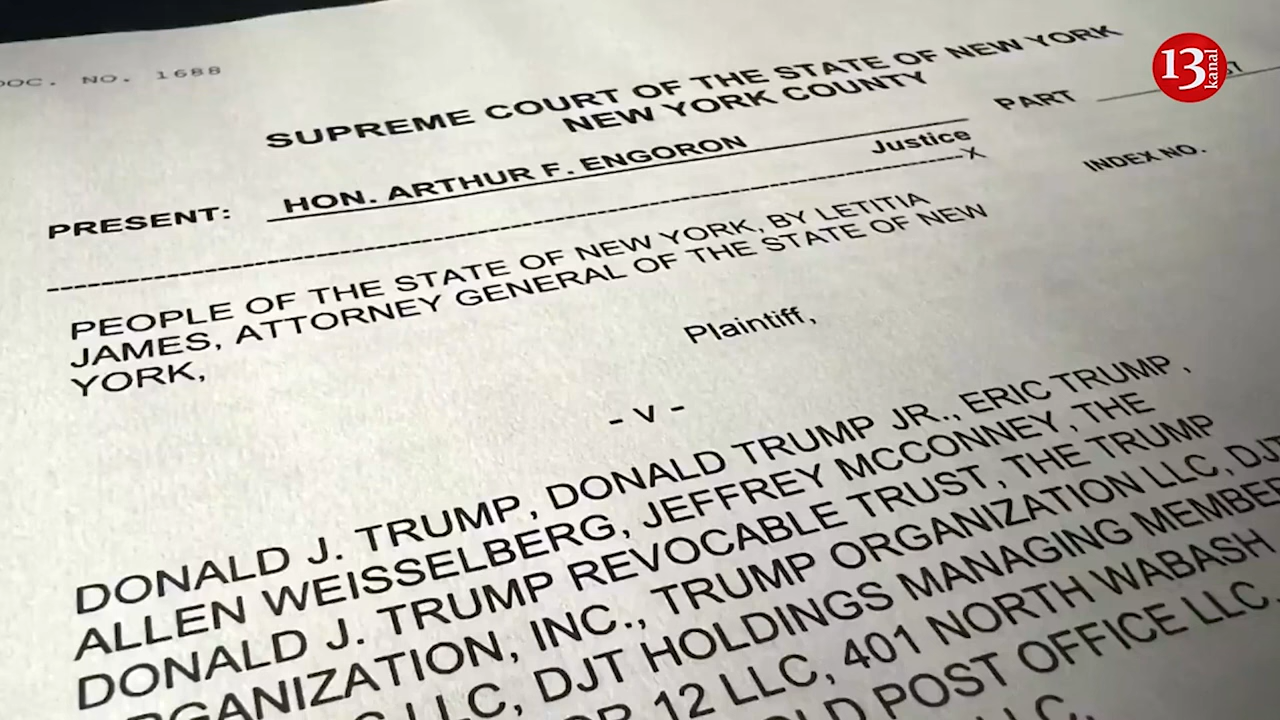 DOC. NO. 1688
13 kanal
SUPREME COURT OF THE STATE OF NEW YORK
NEW YORK COUNTY
PRESENT: HON. ARTHUR F. ENGORON Justice PART
-X
INDEX NO.
PEOPLE OF THE STATE OF NEW YORK, BY LETITIA
JAMES, ATTORNEY GENERAL OF THE STATE OF NEW
YORK,
Plaintiff,
- v -
DONALD J. TRUMP, DONALD TRUMP JR., ERIC TRUMP,
ALLEN WEISSELBERG, JEFFREY MCCONNEY, THE
DONALD J. TRUMP REVOCABLE TRUST, THE TRUMP
ORGANIZATION, INC., TRUMP ORGANIZATION LLC, DJT
LLC, DJT HOLDINGS MANAGING MEMBER
12 LLC, 401 NORTH WABASH
OLD POST OFFICE LLC,